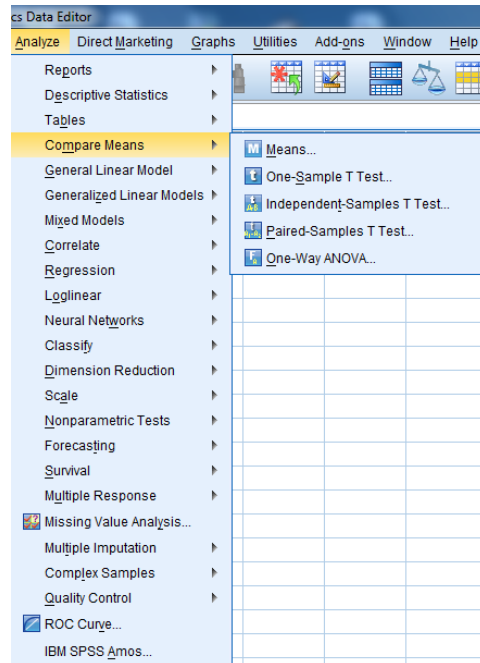 cs Data Editor
Analyze Direct Marketing Graphs Utilities Add-ons Window Help
Reports
Descriptive Statistics
Tables
Compare Means
General Linear Model
Generalized Linear Models
Mixed Models
Correlate
Regression
Loglinear
Neural Networks
Classify
Dimension Reduction
Scale
Nonparametric Tests
Forecasting
Survival
Multiple Response
Missing Value Analysis...
Multiple Imputation
Complex Samples
Quality Control
ROC Curve...
IBM SPSS Amos...
M Means...
t One-Sample T Test...
Independent-Samples T Test...
Paired-Samples T Test...
One-Way ANOVA...